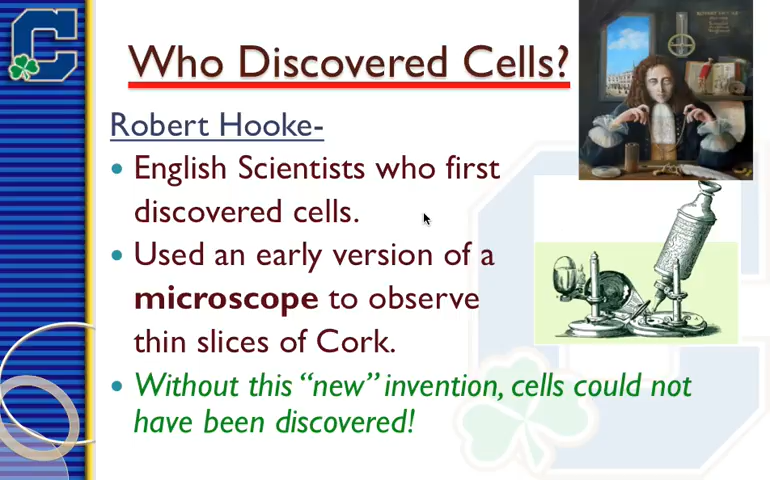 Who Discovered Cells?
Robert Hooke-
• English Scientists who first
discovered cells.
• Used an early version of a
microscope to observe
thin slices of Cork.
• Without this “new” invention, cells could not
have been discovered!